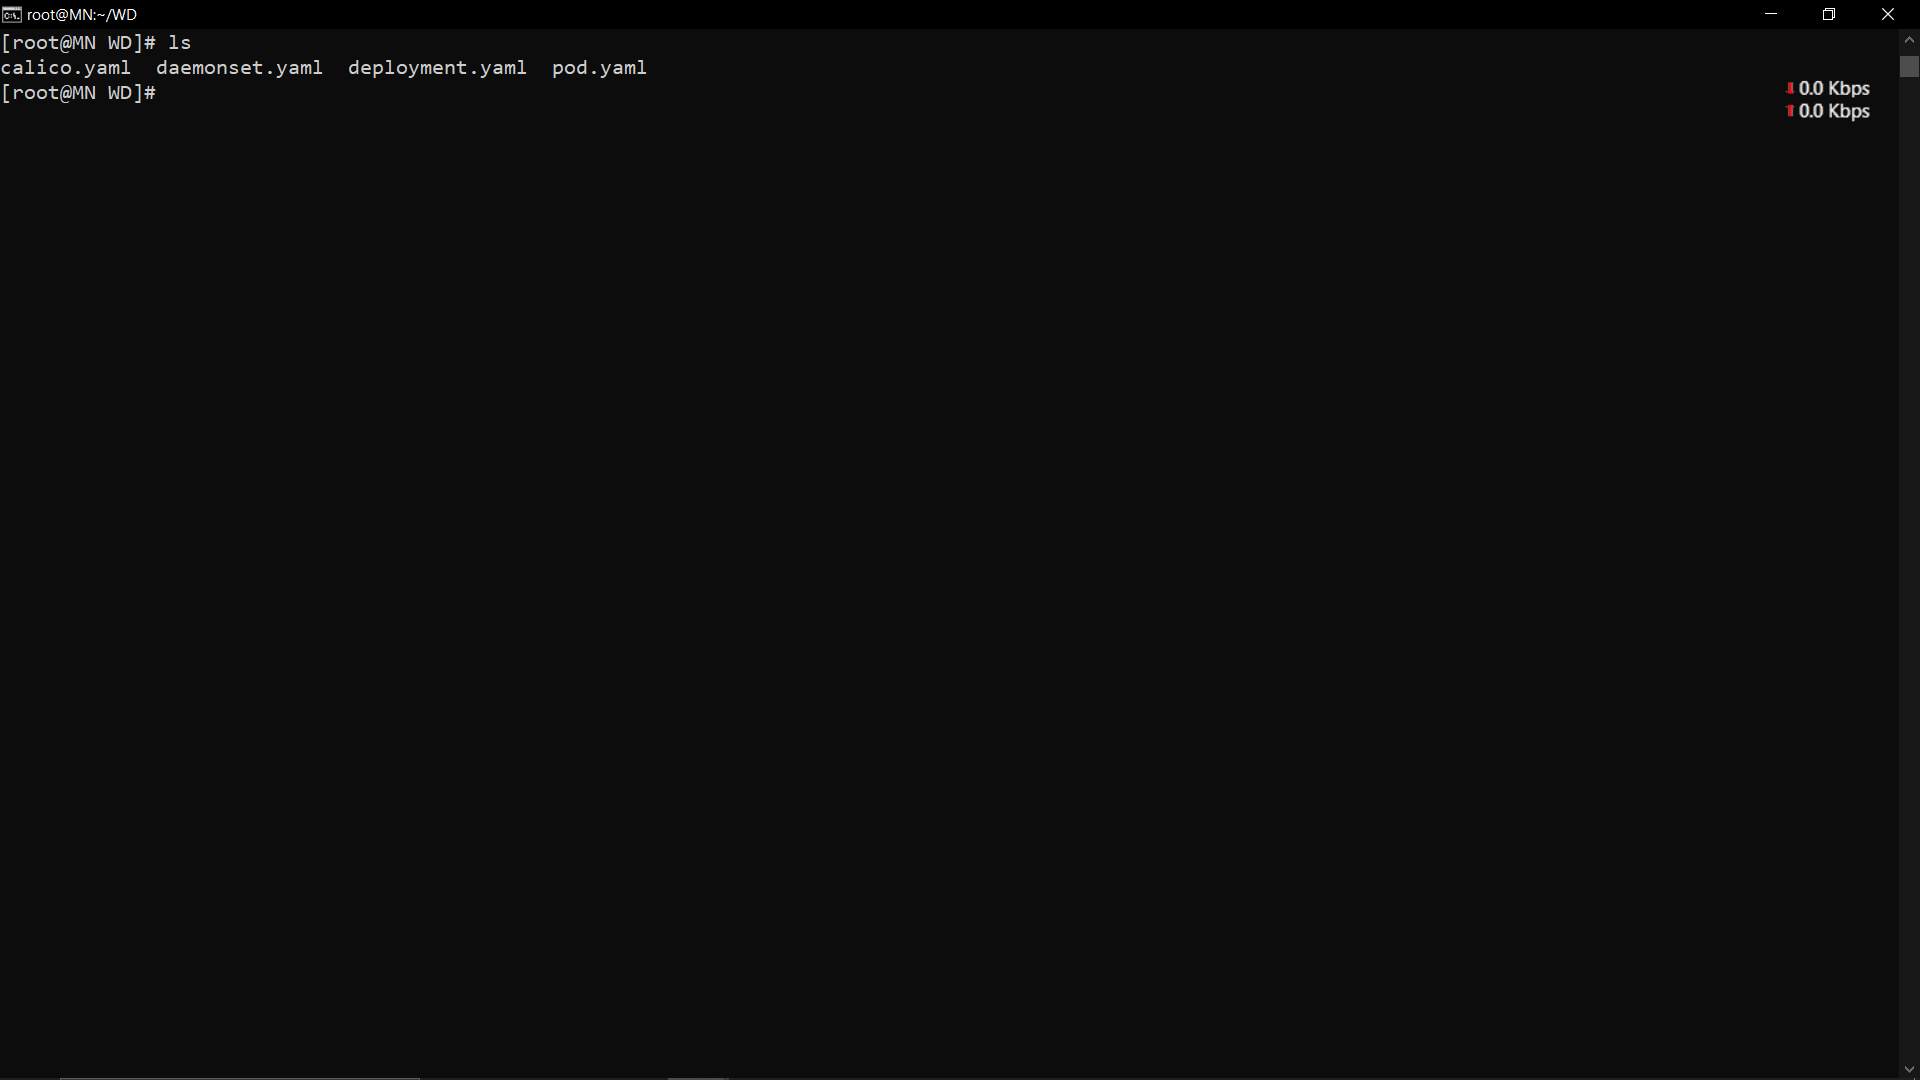 root@MN:~/WD
[root@MN WD]# ls
calico.yaml  daemonset.yaml  deployment.yaml  pod.yaml
[root@MN WD]#
0.0 Kbps
0.0 Kbps